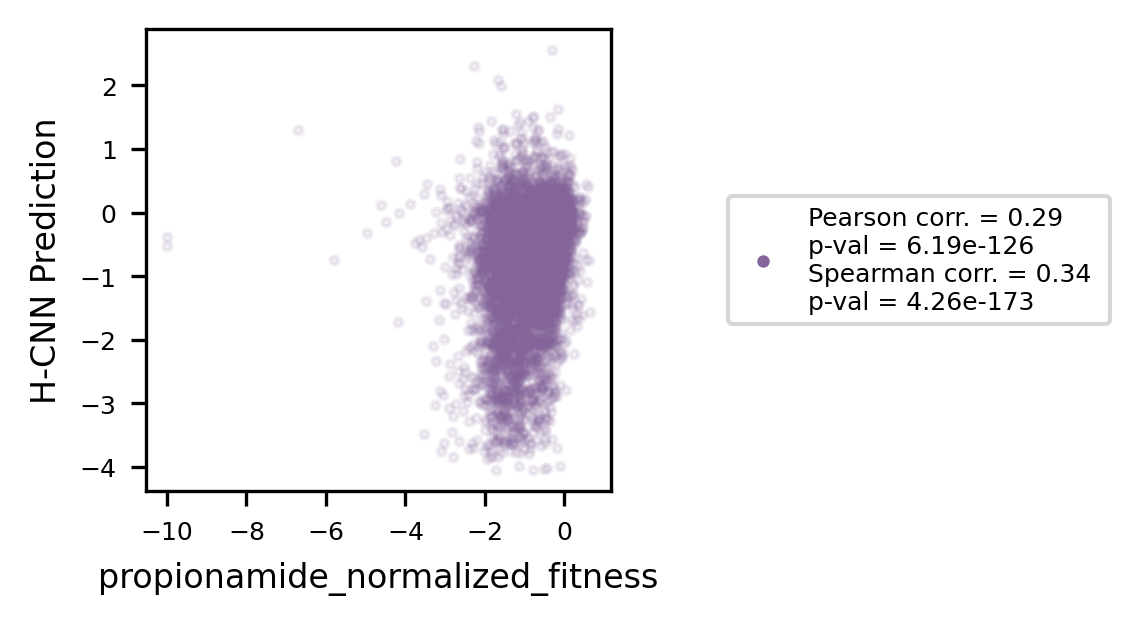 H-CNN Prediction
2
1
0
−1
−2
−3
−4
−10
−8
−6
−4
−2
0
propionamide_normalized_fitness
Pearson corr. = 0.29
p-val = 6.19e-126
Spearman corr. = 0.34
p-val = 4.26e-173